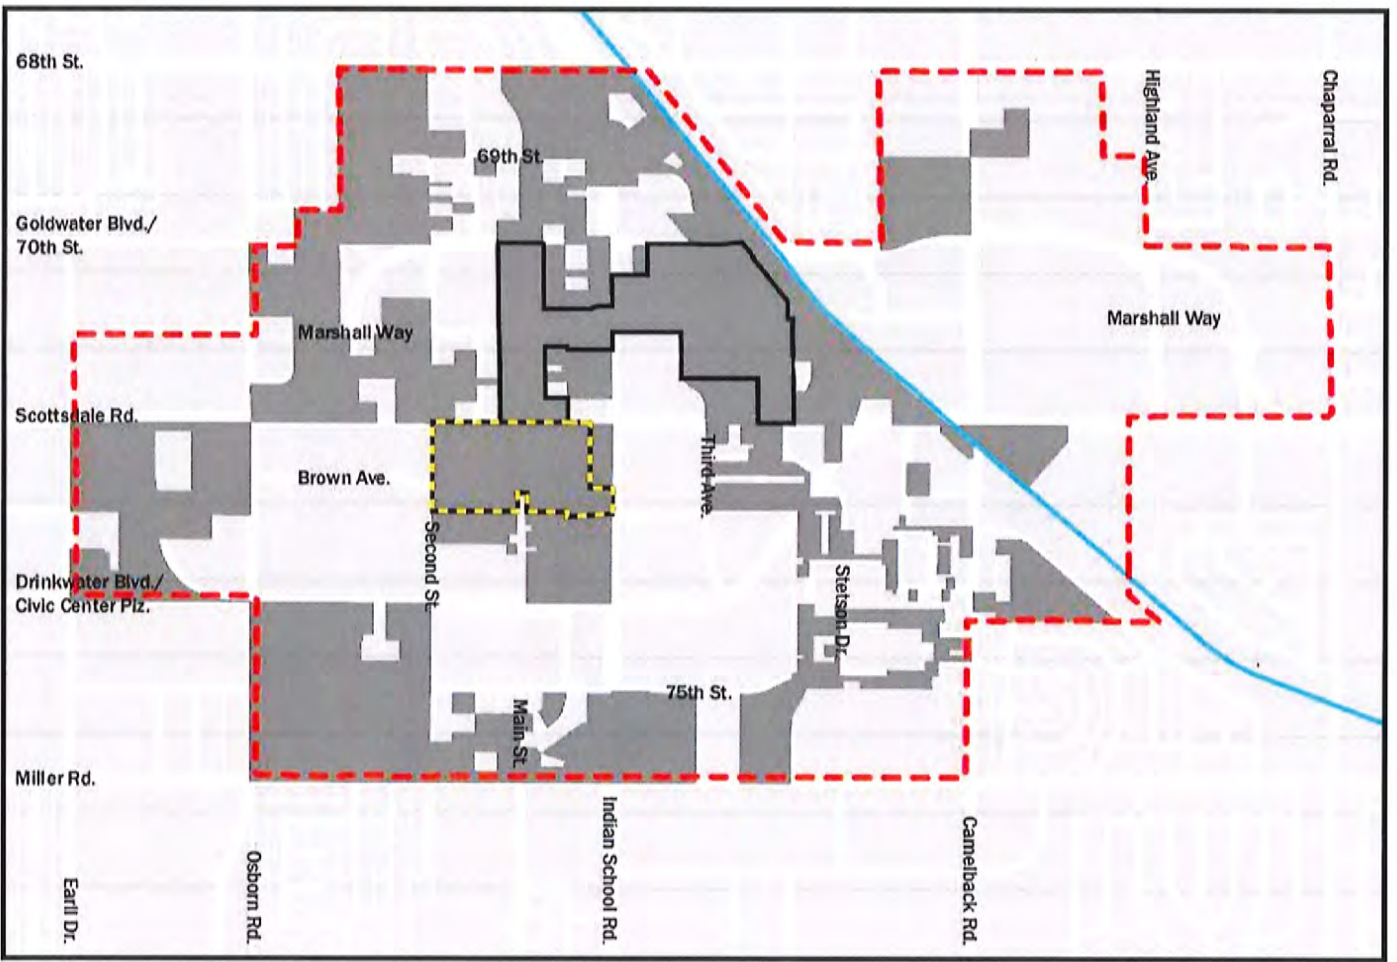 68th St.
Highland Ave.
Chaparral Rd.
69th St.
Goldwater Blvd./
70th St.
Marshall Way
Marshall Way
Scottsdale Rd.
Third Ave.
Brown Ave.
Second St.
Stetson Dr.
Drinkwater Blvd./
Civic Center Plz.
75th St.
Main St.
Miller Rd.
Indian School Rd.
Camelback Rd.
Osborn Rd.
Earll Dr.